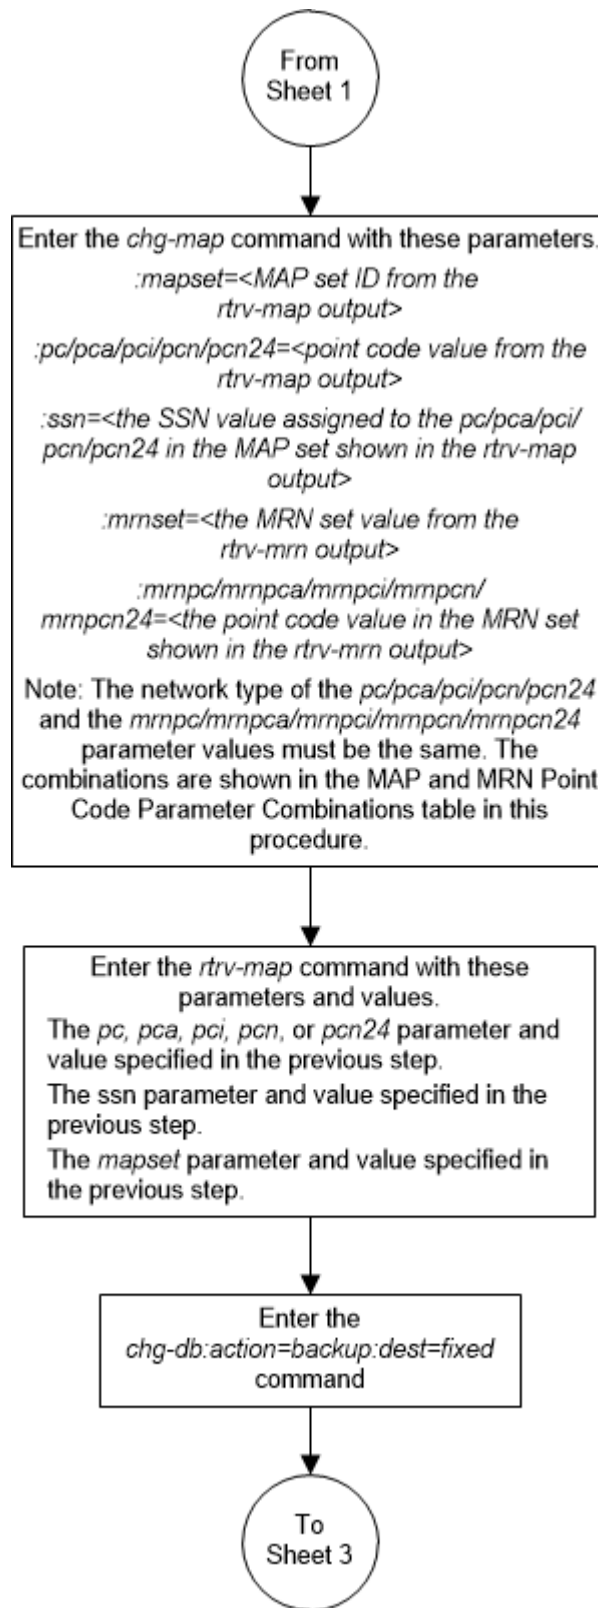 From
Sheet 1
Enter the chg-map command with these parameters.
:mapset=<MAP set ID from the
rtrv-map output>
:pc/pca/pci/pcn/pcn24=<point code value from the
rtrv-map output>
:ssn=<the SSN value assigned to the pc/pca/pci/
pcn/pcn24 in the MAP set shown in the rtrv-map
output>
:mrnset=<the MRN set value from the
rtrv-mrn output>
:mrnpc/mrnpca/mrnpci/mrnpcn/
mrnpcn24=<the point code value in the MRN set
shown in the rtrv-mrn output>
Note: The network type of the pc/pca/pci/pcn/pcn24
and the mrnpc/mrnpca/mrnpci/mrnpcn/mrnpcn24
parameter values must be the same. The
combinations are shown in the MAP and MRN Point
Code Parameter Combinations table in this
procedure.
Enter the rtrv-map command with these
parameters and values.
The pc, pca, pci, pcn, or pcn24 parameter and
value specified in the previous step.
The ssn parameter and value specified in the
previous step.
The mapset parameter and value specified in
the previous step.
Enter the
chg-db:action=backup:dest=fixed
command
To
Sheet 3